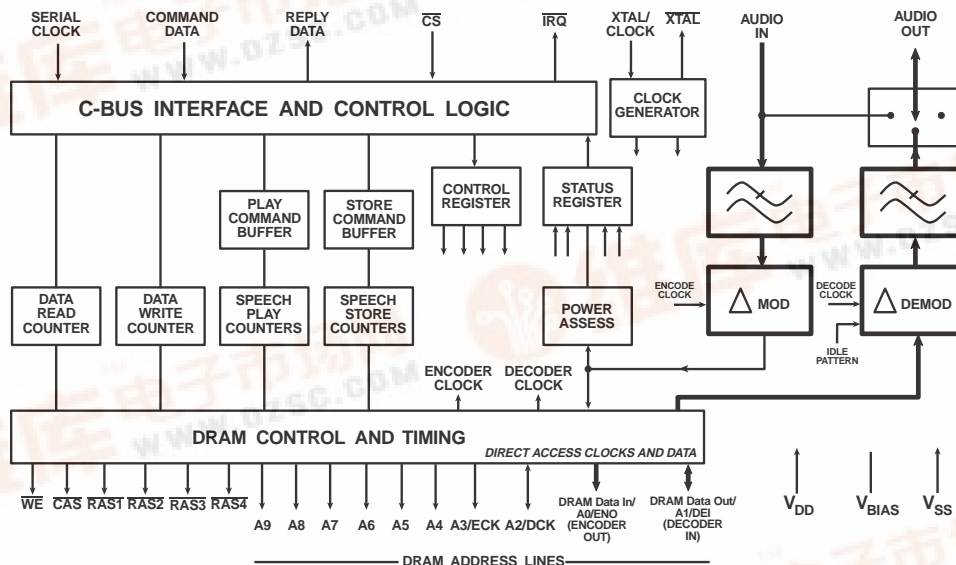 SERIAL CLOCK
COMMAND DATA
REPLY DATA
CS
IRQ
XTAL/ CLOCK
XTAL
AUDIO IN
AUDIO OUT
C-BUS INTERFACE AND CONTROL LOGIC
CLOCK GENERATOR
PLAY COMMAND BUFFER
STORE COMMAND BUFFER
CONTROL REGISTER
STATUS REGISTER
DATA READ COUNTER
DATA WRITE COUNTER
SPEECH PLAY COUNTERS
SPEECH STORE COUNTERS
POWER ASSESS
ENCODE CLOCK
Δ MOD
DECODE CLOCK
Δ DEMOD
IDLE PATTERN
ENCODER CLOCK
DECODER CLOCK
DRAM CONTROL AND TIMING
DIRECT ACCESS CLOCKS AND DATA
WE
CAS
RAS1
RAS2
RAS3
RAS4
A9
A8
A7
A6
A5
A4
A3/ECK
A2/DCK
DRAM Data In/
A0/ENO
(ENCODER
OUT)
DRAM Data Out/
A1/DEI
(DECODER
IN)
VDD
VBIAS
VSS
DRAM ADDRESS LINES
WWW.DZSC.COM